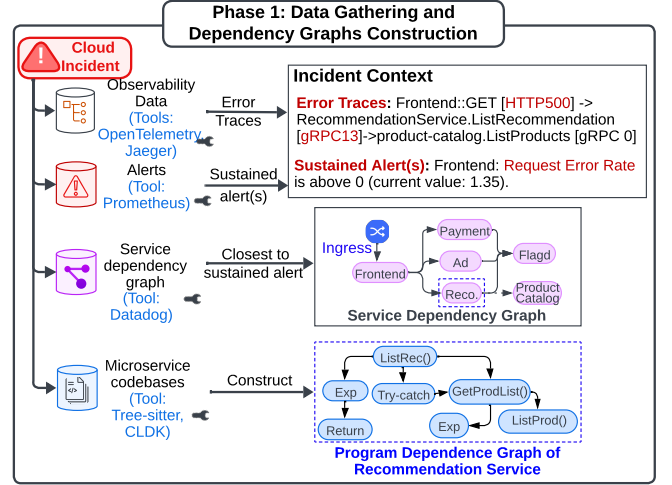 Phase 1: Data Gathering and
Dependency Graphs Construction
Cloud
Incident
Observability
Data
(Tools:
OpenTelemetry,
Jaeger)
Error
Traces
Incident Context
Error Traces: Frontend::GET [HTTP500] ->
RecommendationService.ListRecommendation
[gRPC13]->product-catalog.ListProducts [gRPC 0]
Alerts
(Tool:
Prometheus)
Sustained
alert(s)
Sustained Alert(s): Frontend: Request Error Rate
is above 0 (current value: 1.35).
Service
dependency
graph
(Tool:
Datadog)
Closest to
sustained alert
Ingress
Frontend
Payment
Ad
Reco.
Flagd
Product
Catalog
Service Dependency Graph
Microservice
codebases
(Tool:
Tree-sitter,
CLDK)
</>
Construct
ListRec()
Exp
Try-catch
GetProdList()
Return
Exp
ListProd()
Program Dependence Graph of
Recommendation Service